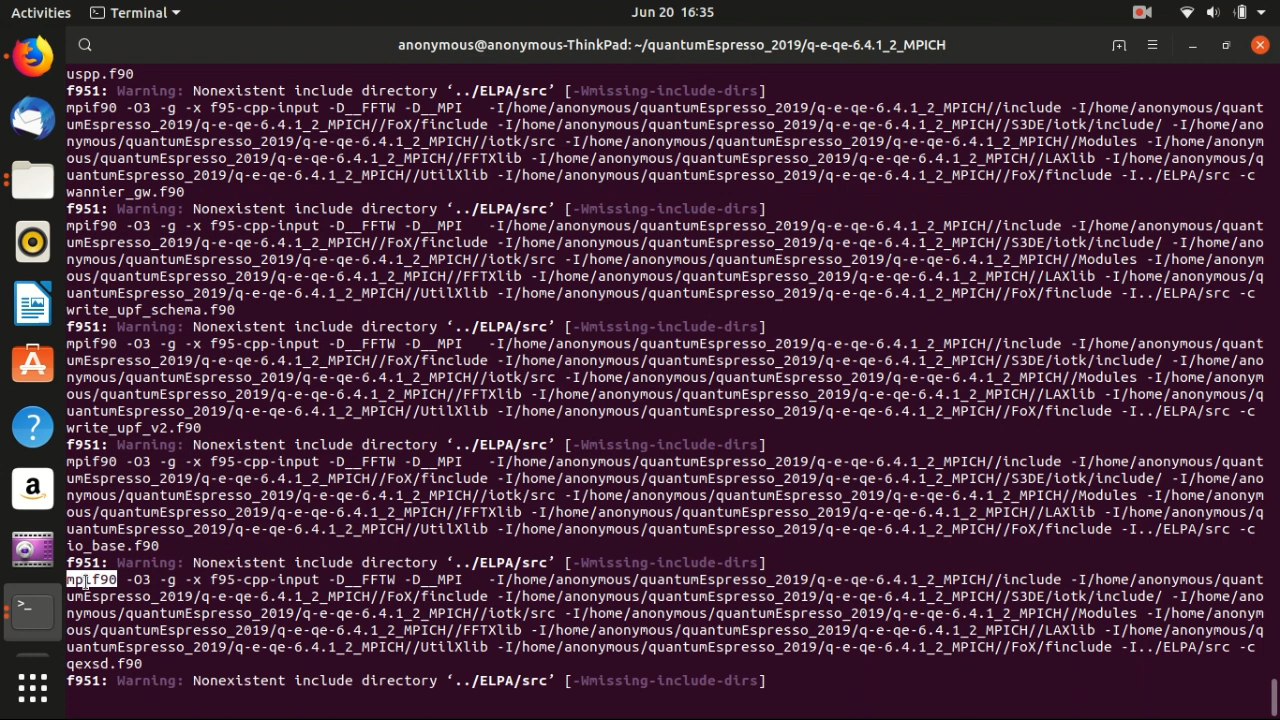 Activities
Terminal
Jun 20 16:35
anonymous@anonymous-ThinkPad: ~/quantumEspresso_2019/q-e-qe-6.4.1_2_MPICH
uspp.f90
f951: Warning: Nonexistent include directory ‘../ELPA/src’ [-Wmissing-include-dirs]
mpif90 -O3 -g -x f95-cpp-input -D__FFTW -D__MPI   -I/home/anonymous/quantumEspresso_2019/q-e-qe-6.4.1_2_MPICH//include -I/home/anonymous/quant
umEspresso_2019/q-e-qe-6.4.1_2_MPICH//FoX/finclude -I/home/anonymous/quantumEspresso_2019/q-e-qe-6.4.1_2_MPICH//S3DE/iotk/include/ -I/home/ano
nymous/quantumEspresso_2019/q-e-qe-6.4.1_2_MPICH//iotk/src -I/home/anonymous/quantumEspresso_2019/q-e-qe-6.4.1_2_MPICH//Modules -I/home/anonym
ous/quantumEspresso_2019/q-e-qe-6.4.1_2_MPICH//FFTXlib -I/home/anonymous/quantumEspresso_2019/q-e-qe-6.4.1_2_MPICH//LAXlib -I/home/anonymous/q
uantumEspresso_2019/q-e-qe-6.4.1_2_MPICH//UtilXlib -I/home/anonymous/quantumEspresso_2019/q-e-qe-6.4.1_2_MPICH//FoX/finclude -I../ELPA/src -c
wannier_gw.f90
f951: Warning: Nonexistent include directory ‘../ELPA/src’ [-Wmissing-include-dirs]
mpif90 -O3 -g -x f95-cpp-input -D__FFTW -D__MPI   -I/home/anonymous/quantumEspresso_2019/q-e-qe-6.4.1_2_MPICH//include -I/home/anonymous/quant
umEspresso_2019/q-e-qe-6.4.1_2_MPICH//FoX/finclude -I/home/anonymous/quantumEspresso_2019/q-e-qe-6.4.1_2_MPICH//S3DE/iotk/include/ -I/home/ano
nymous/quantumEspresso_2019/q-e-qe-6.4.1_2_MPICH//iotk/src -I/home/anonymous/quantumEspresso_2019/q-e-qe-6.4.1_2_MPICH//Modules -I/home/anonym
ous/quantumEspresso_2019/q-e-qe-6.4.1_2_MPICH//FFTXlib -I/home/anonymous/quantumEspresso_2019/q-e-qe-6.4.1_2_MPICH//LAXlib -I/home/anonymous/q
uantumEspresso_2019/q-e-qe-6.4.1_2_MPICH//UtilXlib -I/home/anonymous/quantumEspresso_2019/q-e-qe-6.4.1_2_MPICH//FoX/finclude -I../ELPA/src -c
write_upf_schema.f90
f951: Warning: Nonexistent include directory ‘../ELPA/src’ [-Wmissing-include-dirs]
mpif90 -O3 -g -x f95-cpp-input -D__FFTW -D__MPI   -I/home/anonymous/quantumEspresso_2019/q-e-qe-6.4.1_2_MPICH//include -I/home/anonymous/quant
umEspresso_2019/q-e-qe-6.4.1_2_MPICH//FoX/finclude -I/home/anonymous/quantumEspresso_2019/q-e-qe-6.4.1_2_MPICH//S3DE/iotk/include/ -I/home/ano
nymous/quantumEspresso_2019/q-e-qe-6.4.1_2_MPICH//iotk/src -I/home/anonymous/quantumEspresso_2019/q-e-qe-6.4.1_2_MPICH//Modules -I/home/anonym
ous/quantumEspresso_2019/q-e-qe-6.4.1_2_MPICH//FFTXlib -I/home/anonymous/quantumEspresso_2019/q-e-qe-6.4.1_2_MPICH//LAXlib -I/home/anonymous/q
uantumEspresso_2019/q-e-qe-6.4.1_2_MPICH//UtilXlib -I/home/anonymous/quantumEspresso_2019/q-e-qe-6.4.1_2_MPICH//FoX/finclude -I../ELPA/src -c
write_upf_v2.f90
f951: Warning: Nonexistent include directory ‘../ELPA/src’ [-Wmissing-include-dirs]
mpif90 -O3 -g -x f95-cpp-input -D__FFTW -D__MPI   -I/home/anonymous/quantumEspresso_2019/q-e-qe-6.4.1_2_MPICH//include -I/home/anonymous/quant
umEspresso_2019/q-e-qe-6.4.1_2_MPICH//FoX/finclude -I/home/anonymous/quantumEspresso_2019/q-e-qe-6.4.1_2_MPICH//S3DE/iotk/include/ -I/home/ano
nymous/quantumEspresso_2019/q-e-qe-6.4.1_2_MPICH//iotk/src -I/home/anonymous/quantumEspresso_2019/q-e-qe-6.4.1_2_MPICH//Modules -I/home/anonym
ous/quantumEspresso_2019/q-e-qe-6.4.1_2_MPICH//FFTXlib -I/home/anonymous/quantumEspresso_2019/q-e-qe-6.4.1_2_MPICH//LAXlib -I/home/anonymous/q
uantumEspresso_2019/q-e-qe-6.4.1_2_MPICH//UtilXlib -I/home/anonymous/quantumEspresso_2019/q-e-qe-6.4.1_2_MPICH//FoX/finclude -I../ELPA/src -c
io_base.f90
f951: Warning: Nonexistent include directory ‘../ELPA/src’ [-Wmissing-include-dirs]
mpif90 -O3 -g -x f95-cpp-input -D__FFTW -D__MPI   -I/home/anonymous/quantumEspresso_2019/q-e-qe-6.4.1_2_MPICH//include -I/home/anonymous/quant
umEspresso_2019/q-e-qe-6.4.1_2_MPICH//FoX/finclude -I/home/anonymous/quantumEspresso_2019/q-e-qe-6.4.1_2_MPICH//S3DE/iotk/include/ -I/home/ano
nymous/quantumEspresso_2019/q-e-qe-6.4.1_2_MPICH//iotk/src -I/home/anonymous/quantumEspresso_2019/q-e-qe-6.4.1_2_MPICH//Modules -I/home/anonym
ous/quantumEspresso_2019/q-e-qe-6.4.1_2_MPICH//FFTXlib -I/home/anonymous/quantumEspresso_2019/q-e-qe-6.4.1_2_MPICH//LAXlib -I/home/anonymous/q
uantumEspresso_2019/q-e-qe-6.4.1_2_MPICH//UtilXlib -I/home/anonymous/quantumEspresso_2019/q-e-qe-6.4.1_2_MPICH//FoX/finclude -I../ELPA/src -c
qexsd.f90
f951: Warning: Nonexistent include directory ‘../ELPA/src’ [-Wmissing-include-dirs]